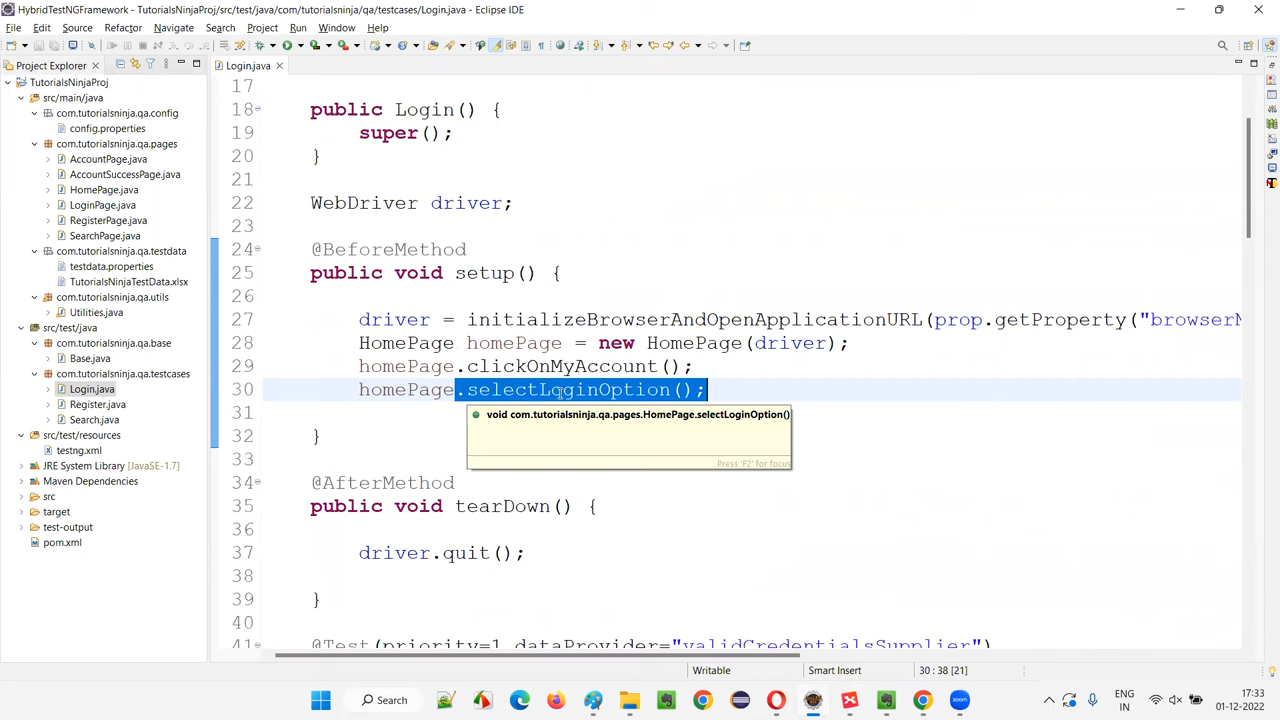 HybridTestNGFramework - TutorialsNinjaProj/src/test/java/com/tutorialsninja/qa/testcases/Login.java - Eclipse IDE
File Edit Source Refactor Navigate Search Project Run Window Help
Project Explorer
Login.java
TutorialsNinjaProj
src/main/java
com.tutorialsninja.qa.config
config.properties
com.tutorialsninja.qa.pages
AccountPage.java
AccountSuccessPage.java
HomePage.java
LoginPage.java
RegisterPage.java
SearchPage.java
com.tutorialsninja.qa.testdata
testdata.properties
TutorialsNinjaTestData.xlsx
com.tutorialsninja.qa.utils
Utilities.java
src/test/java
com.tutorialsninja.qa.base
Base.java
com.tutorialsninja.qa.testcases
Login.java
Register.java
Search.java
src/test/resources
testng.xml
JRE System Library [JavaSE-1.7]
Maven Dependencies
src
target
test-output
pom.xml
17
18 public Login() {
19 super();
20 }
21
22 WebDriver driver;
23
24 @BeforeMethod
25 public void setup() {
26
27 driver = initializeBrowserAndOpenApplicationURL(prop.getProperty("browserN
28 HomePage homePage = new HomePage(driver);
29 homePage.clickOnMyAccount();
30 homePage.selectLoginOption();
31
void com.tutorialsninja.qa.pages.HomePage.selectLoginOption()
Press 'F2' for focus
32 }
33
34 @AfterMethod
35 public void tearDown() {
36
37 driver.quit();
38
39 }
40
41 @Test(priority=1,dataProvider="validCredentialsSupplier")
Writable Smart Insert 30 : 38 [21]
Search
ENG
IN
17:33
01-12-2022